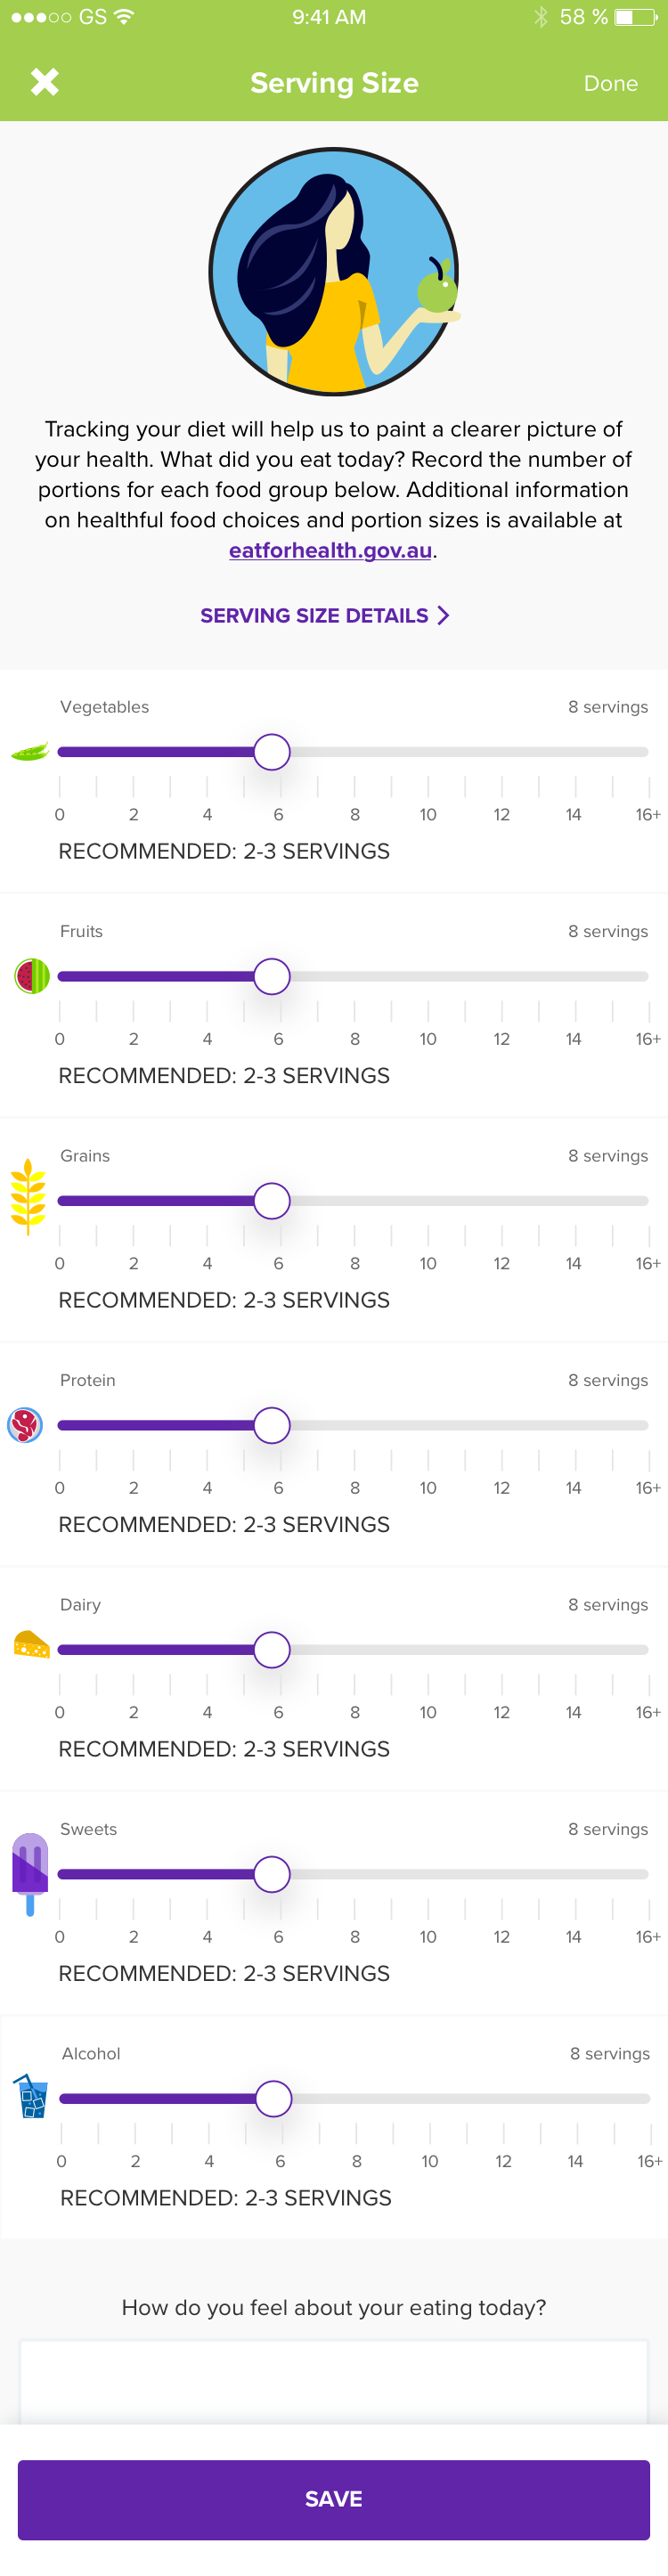 GS 9:41 AM 58 %
Serving Size Done
Tracking your diet will help us to paint a clearer picture of
your health. What did you eat today? Record the number of
portions for each food group below. Additional information
on healthful food choices and portion sizes is available at
eatforhealth.gov.au.
SERVING SIZE DETAILS
Vegetables 8 servings
0 2 4 6 8 10 12 14 16+
RECOMMENDED: 2-3 SERVINGS
Fruits 8 servings
0 2 4 6 8 10 12 14 16+
RECOMMENDED: 2-3 SERVINGS
Grains 8 servings
0 2 4 6 8 10 12 14 16+
RECOMMENDED: 2-3 SERVINGS
Protein 8 servings
0 2 4 6 8 10 12 14 16+
RECOMMENDED: 2-3 SERVINGS
Dairy 8 servings
0 2 4 6 8 10 12 14 16+
RECOMMENDED: 2-3 SERVINGS
Sweets 8 servings
0 2 4 6 8 10 12 14 16+
RECOMMENDED: 2-3 SERVINGS
Alcohol 8 servings
0 2 4 6 8 10 12 14 16+
RECOMMENDED: 2-3 SERVINGS
How do you feel about your eating today?
SAVE